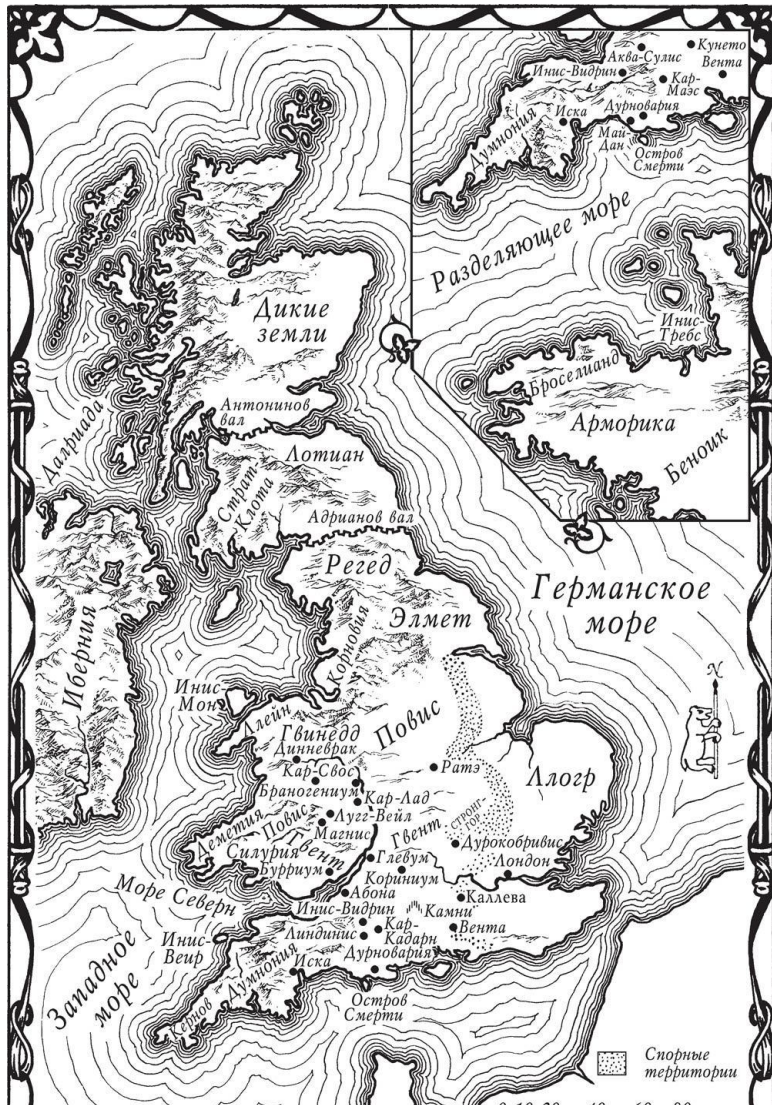 Кунето
Аква-Сулис
Вента
Инис-Видрин
Кар-
Маэс
Дурновария
Иска
Май-
Дан
Остров
Смерти
Думнония
Разделяющее море
Инис-
Требс
Броселианд
Арморика
Беноик
Дикие
земли
Антонинов
вал
Далриада
Лотиан
Страт-
Клота
Адрианов вал
Регед
Германское
море
Элмет
Корновия
Иберния
Инис-
Мон
Ллейн
Гвинедд
Динневрак
Повис
Ратэ
Ллогр
Кар-Свос
Браногениум
Кар-Лад
Лугг-Вейл
Магнис
Деметия
Повис
Гвент
Силурия
Бурриум
Гвент
СТРОНГ-
ГОР
Дурокобривис
Глевум
Лондон
Кориниум
Море Северн
Абона
Каллева
Инис-Видрин
Камни
Линдинис
Кар-
Кадарн
Вента
Инис-
Веир
Дурновария
Иска
Думнония
Кернов
Западное
море
Остров
Смерти
N
Спорные
территории